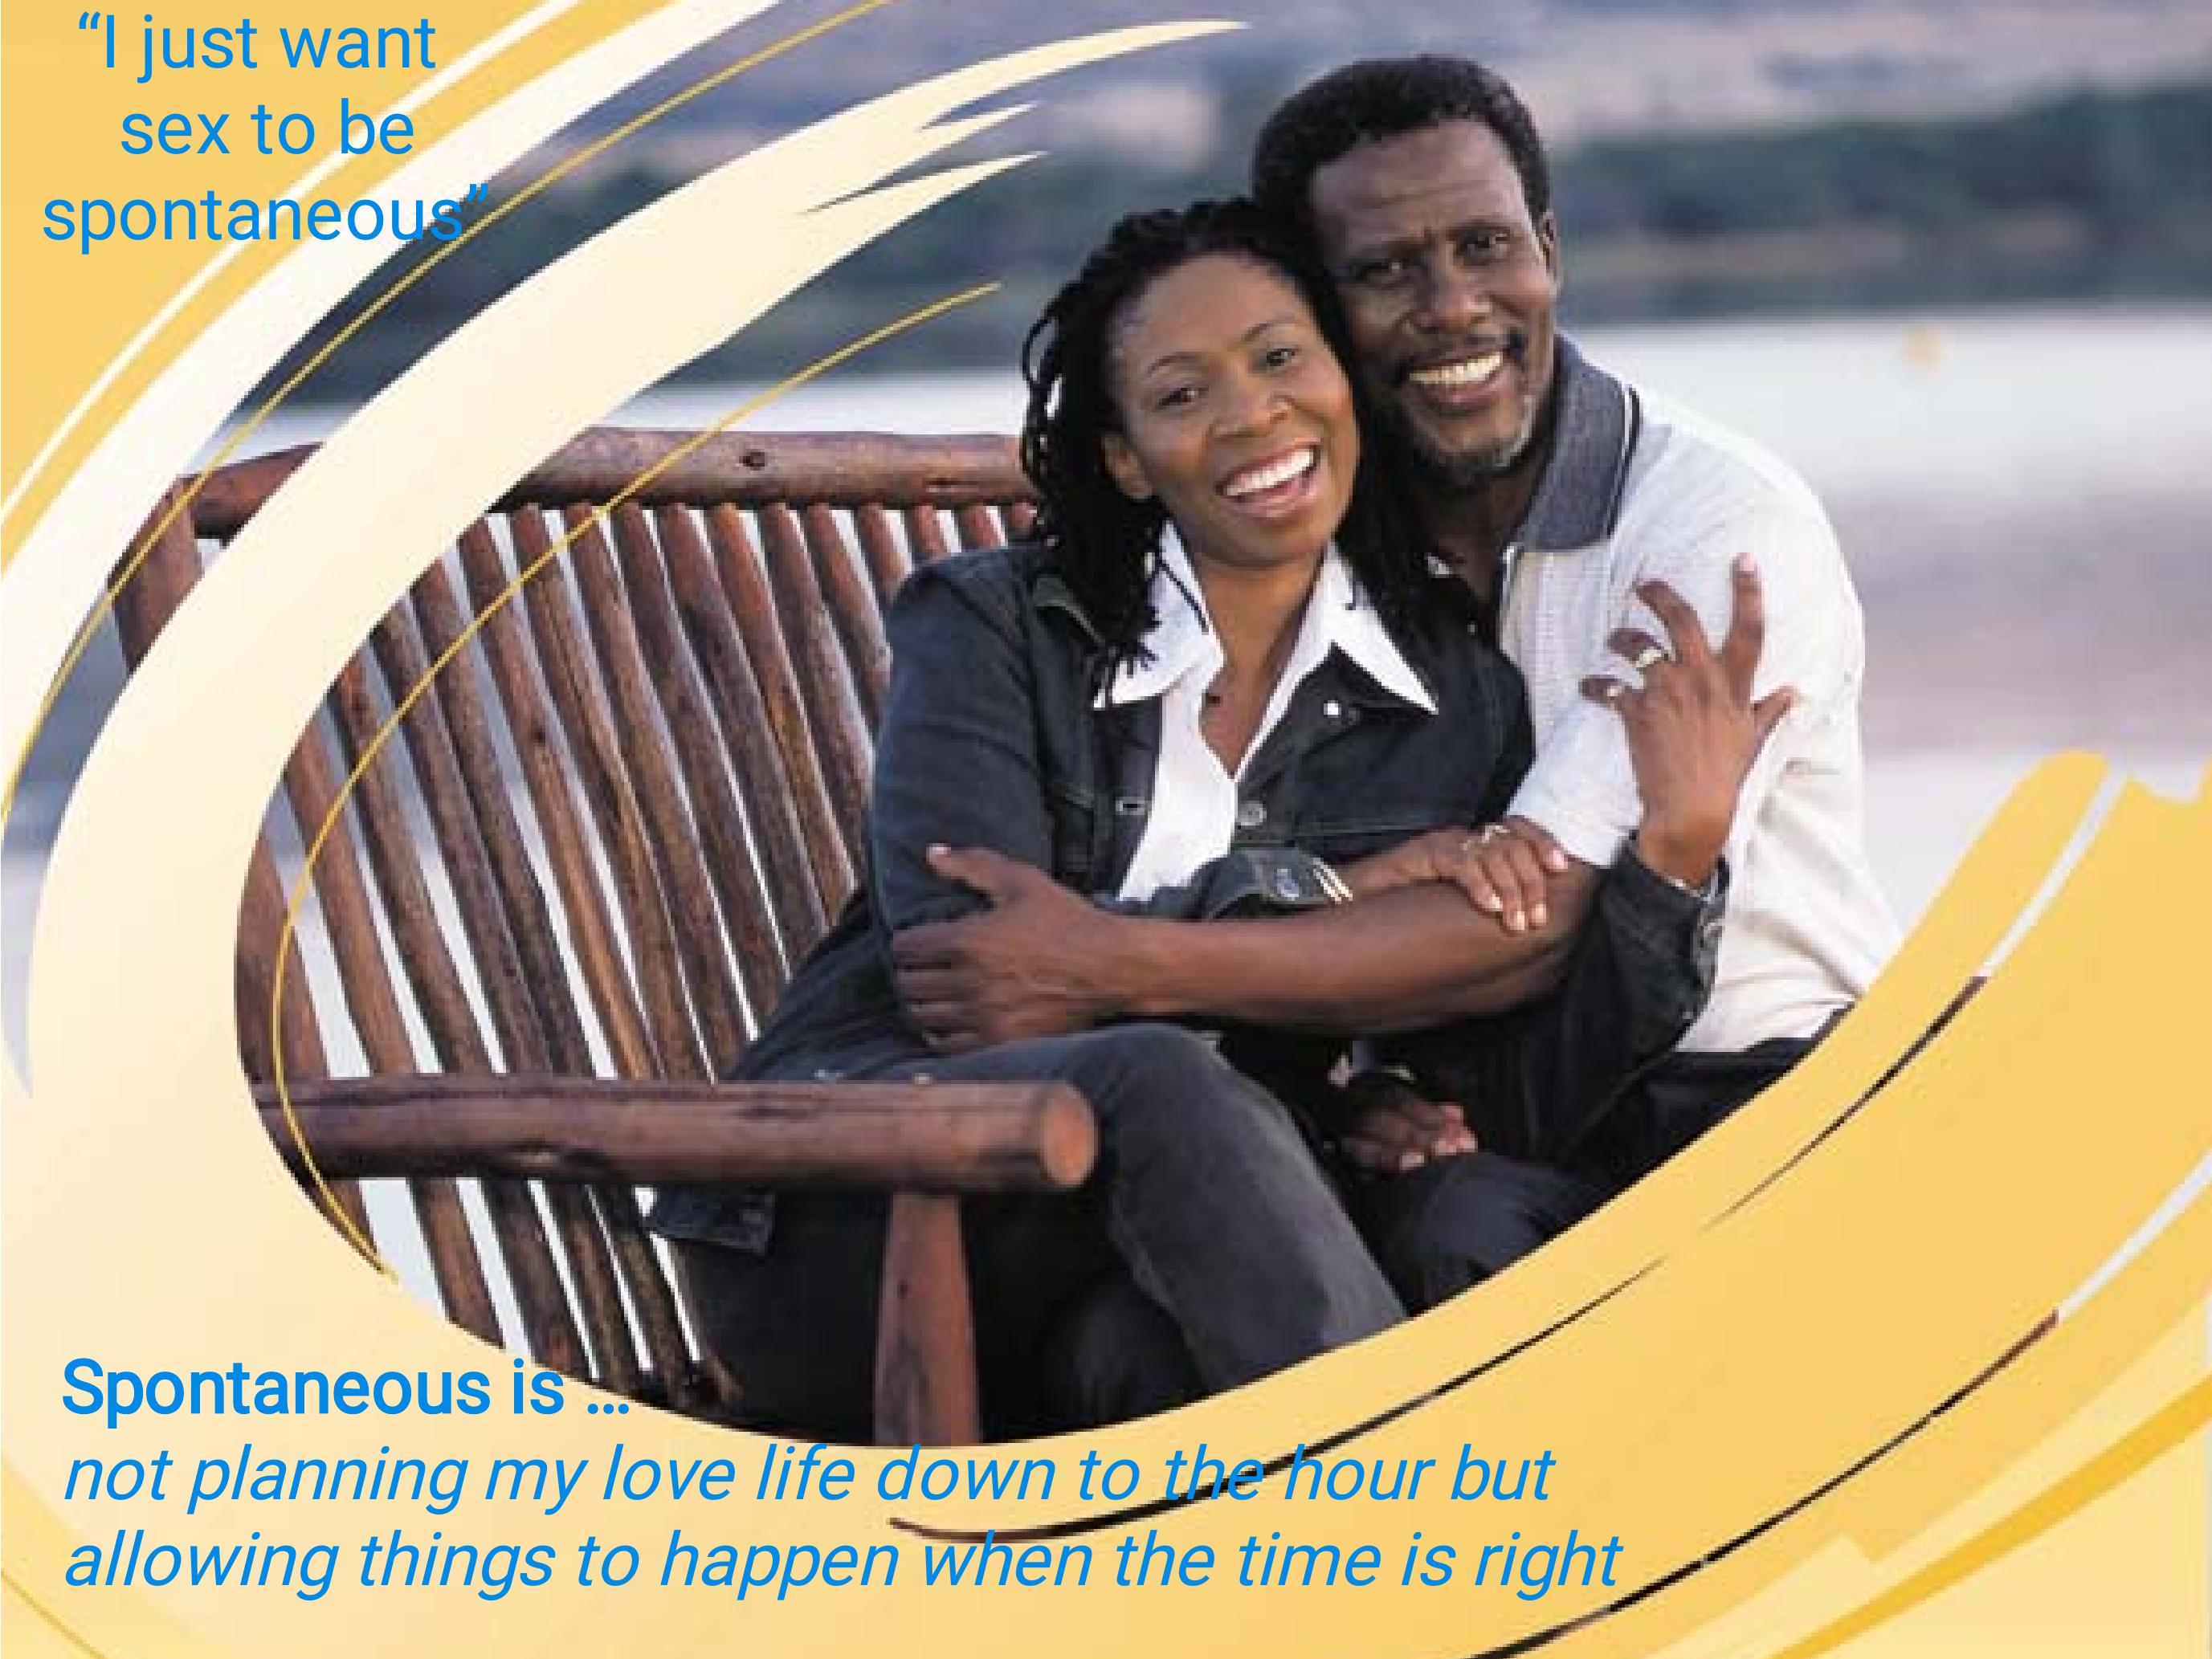 “I just want
sex to be
spontaneous”
Spontaneous is ...
not planning my love life down to the hour but
allowing things to happen when the time is right